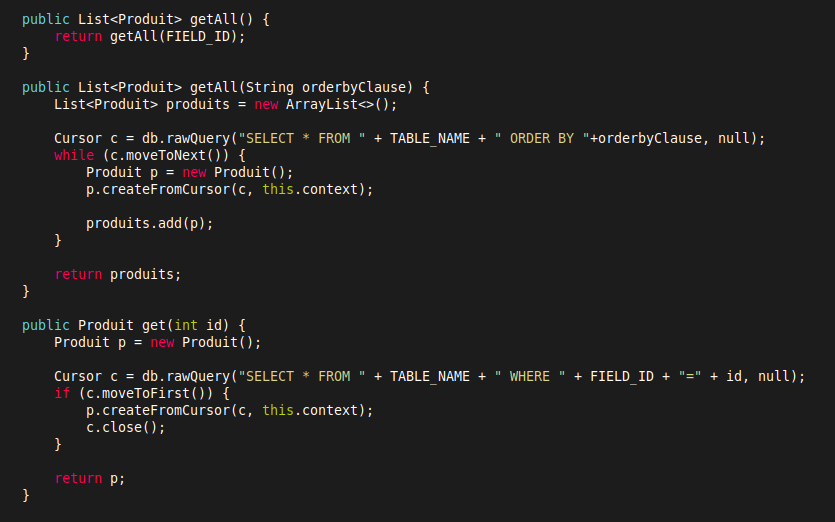 public List<Produit> getAll() {
    return getAll(FIELD_ID);
}

public List<Produit> getAll(String orderbyClause) {
    List<Produit> produits = new ArrayList<>();

    Cursor c = db.rawQuery("SELECT * FROM " + TABLE_NAME + " ORDER BY "+orderbyClause, null);
    while (c.moveToNext()) {
        Produit p = new Produit();
        p.createFromCursor(c, this.context);

        produits.add(p);
    }

    return produits;
}

public Produit get(int id) {
    Produit p = new Produit();

    Cursor c = db.rawQuery("SELECT * FROM " + TABLE_NAME + " WHERE " + FIELD_ID + "=" + id, null);
    if (c.moveToFirst()) {
        p.createFromCursor(c, this.context);
        c.close();
    }

    return p;
}